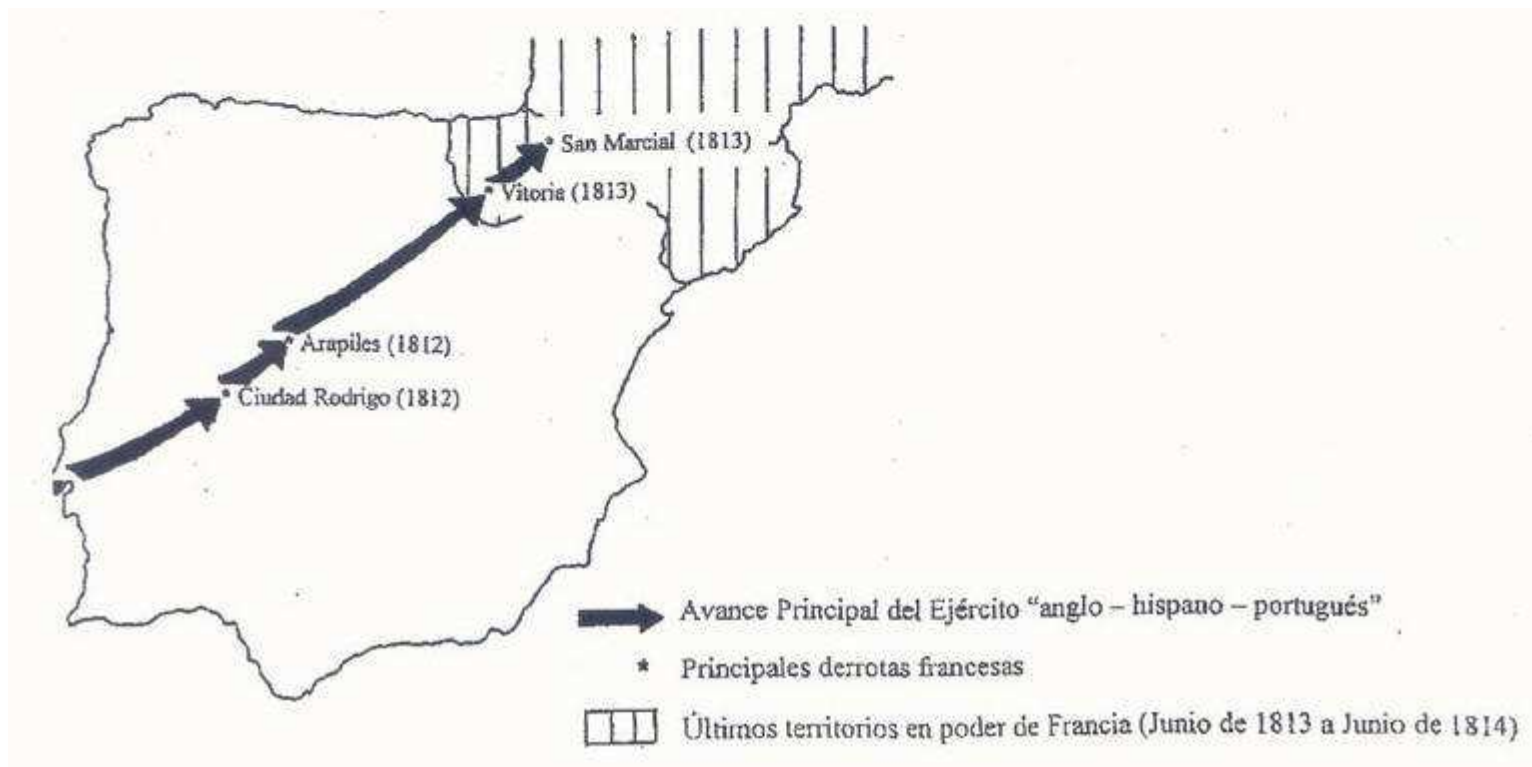 San Marcial (1813)
Vitoria (1813)
Arapiles (1812)
Ciudad Rodrigo (1812)
Avance Principal del Ejército “anglo – hispano – portugués”
* Principales derrotas francesas
Últimos territorios en poder de Francia (Junio de 1813 a Junio de 1814)